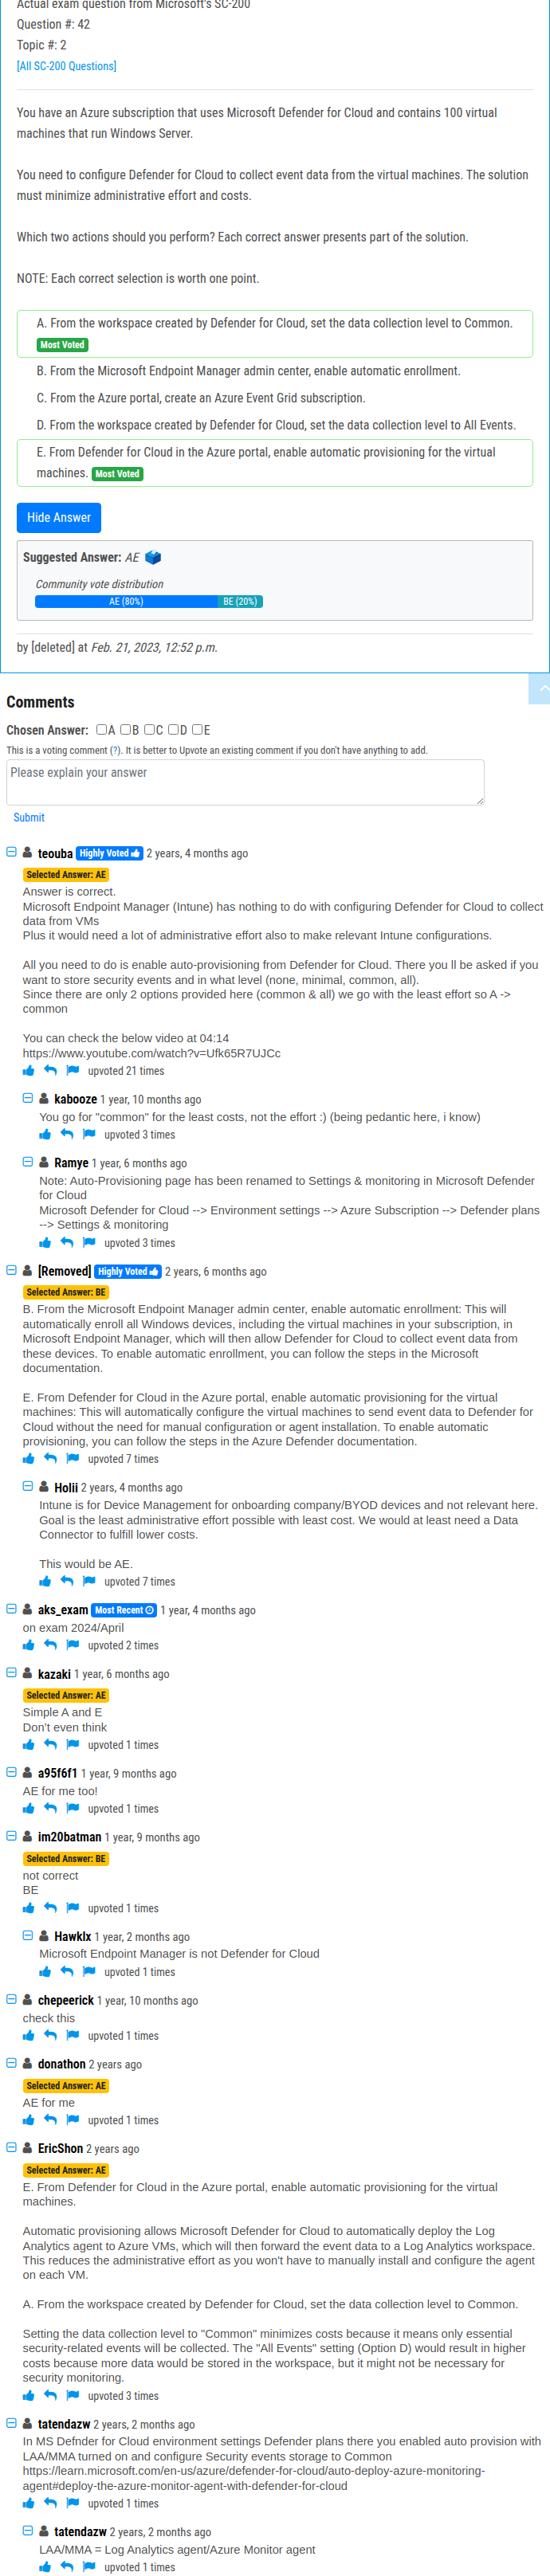 Actual exam question from Microsoft's SC-200
Question #: 42
Topic #: 2
[All SC-200 Questions]
You have an Azure subscription that uses Microsoft Defender for Cloud and contains 100 virtual
machines that run Windows Server.
You need to configure Defender for Cloud to collect event data from the virtual machines. The solution
must minimize administrative effort and costs.
Which two actions should you perform? Each correct answer presents part of the solution.
NOTE: Each correct selection is worth one point.
A. From the workspace created by Defender for Cloud, set the data collection level to Common.
Most Voted
B. From the Microsoft Endpoint Manager admin center, enable automatic enrollment.
C. From the Azure portal, create an Azure Event Grid subscription.
D. From the workspace created by Defender for Cloud, set the data collection level to All Events.
E. From Defender for Cloud in the Azure portal, enable automatic provisioning for the virtual
machines. Most Voted
Hide Answer
Suggested Answer: AE
Community vote distribution
AE (80%) BE (20%)
by [deleted] at Feb. 21, 2023, 12:52 p.m.
Comments
Chosen Answer: A B C D E
This is a voting comment (?). It is better to Upvote an existing comment if you don't have anything to add.
Please explain your answer
Submit
teouba Highly Voted 2 years, 4 months ago
Selected Answer: AE
Answer is correct.
Microsoft Endpoint Manager (Intune) has nothing to do with configuring Defender for Cloud to collect
data from VMs
Plus it would need a lot of administrative effort also to make relevant Intune configurations.
All you need to do is enable auto-provisioning from Defender for Cloud. There you ll be asked if you
want to store security events and in what level (none, minimal, common, all).
Since there are only 2 options provided here (common & all) we go with the least effort so A ->
common
You can check the below video at 04:14
https://www.youtube.com/watch?v=Ufk65R7UJCc
upvoted 21 times
kabooze 1 year, 10 months ago
You go for "common" for the least costs, not the effort :) (being pedantic here, i know)
upvoted 3 times
Ramye 1 year, 6 months ago
Note: Auto-Provisioning page has been renamed to Settings & monitoring in Microsoft Defender
for Cloud
Microsoft Defender for Cloud --> Environment settings --> Azure Subscription --> Defender plans
--> Settings & monitoring
upvoted 3 times
[Removed] Highly Voted 2 years, 6 months ago
Selected Answer: BE
B. From the Microsoft Endpoint Manager admin center, enable automatic enrollment: This will
automatically enroll all Windows devices, including the virtual machines in your subscription, in
Microsoft Endpoint Manager, which will then allow Defender for Cloud to collect event data from
these devices. To enable automatic enrollment, you can follow the steps in the Microsoft
documentation.
E. From Defender for Cloud in the Azure portal, enable automatic provisioning for the virtual
machines: This will automatically configure the virtual machines to send event data to Defender for
Cloud without the need for manual configuration or agent installation. To enable automatic
provisioning, you can follow the steps in the Azure Defender documentation.
upvoted 7 times
Holii 2 years, 4 months ago
Intune is for Device Management for onboarding company/BYOD devices and not relevant here.
Goal is the least administrative effort possible with least cost. We would at least need a Data
Connector to fulfill lower costs.
This would be AE.
upvoted 7 times
aks_exam Most Recent 1 year, 4 months ago
on exam 2024/April
upvoted 2 times
kazaki 1 year, 6 months ago
Selected Answer: AE
Simple A and E
Don't even think
upvoted 1 times
a95f6f1 1 year, 9 months ago
AE for me too!
upvoted 1 times
im20batman 1 year, 9 months ago
Selected Answer: BE
not correct
BE
upvoted 1 times
Hawklx 1 year, 2 months ago
Microsoft Endpoint Manager is not Defender for Cloud
upvoted 1 times
chepeerick 1 year, 10 months ago
check this
upvoted 1 times
donathon 2 years ago
Selected Answer: AE
AE for me
upvoted 1 times
EricShon 2 years ago
Selected Answer: AE
E. From Defender for Cloud in the Azure portal, enable automatic provisioning for the virtual
machines.
Automatic provisioning allows Microsoft Defender for Cloud to automatically deploy the Log
Analytics agent to Azure VMs, which will then forward the event data to a Log Analytics workspace.
This reduces the administrative effort as you won't have to manually install and configure the agent
on each VM.
A. From the workspace created by Defender for Cloud, set the data collection level to Common.
Setting the data collection level to "Common" minimizes costs because it means only essential
security-related events will be collected. The "All Events" setting (Option D) would result in higher
costs because more data would be stored in the workspace, but it might not be necessary for
security monitoring.
upvoted 3 times
tatendazw 2 years, 2 months ago
In MS Defnder for Cloud environment settings Defender plans there you enabled auto provision with
LAA/MMA turned on and configure Security events storage to Common
https://learn.microsoft.com/en-us/azure/defender-for-cloud/auto-deploy-azure-monitoring-
agent#deploy-the-azure-monitor-agent-with-defender-for-cloud
upvoted 1 times
tatendazw 2 years, 2 months ago
LAA/MMA = Log Analytics agent/Azure Monitor agent
upvoted 1 times